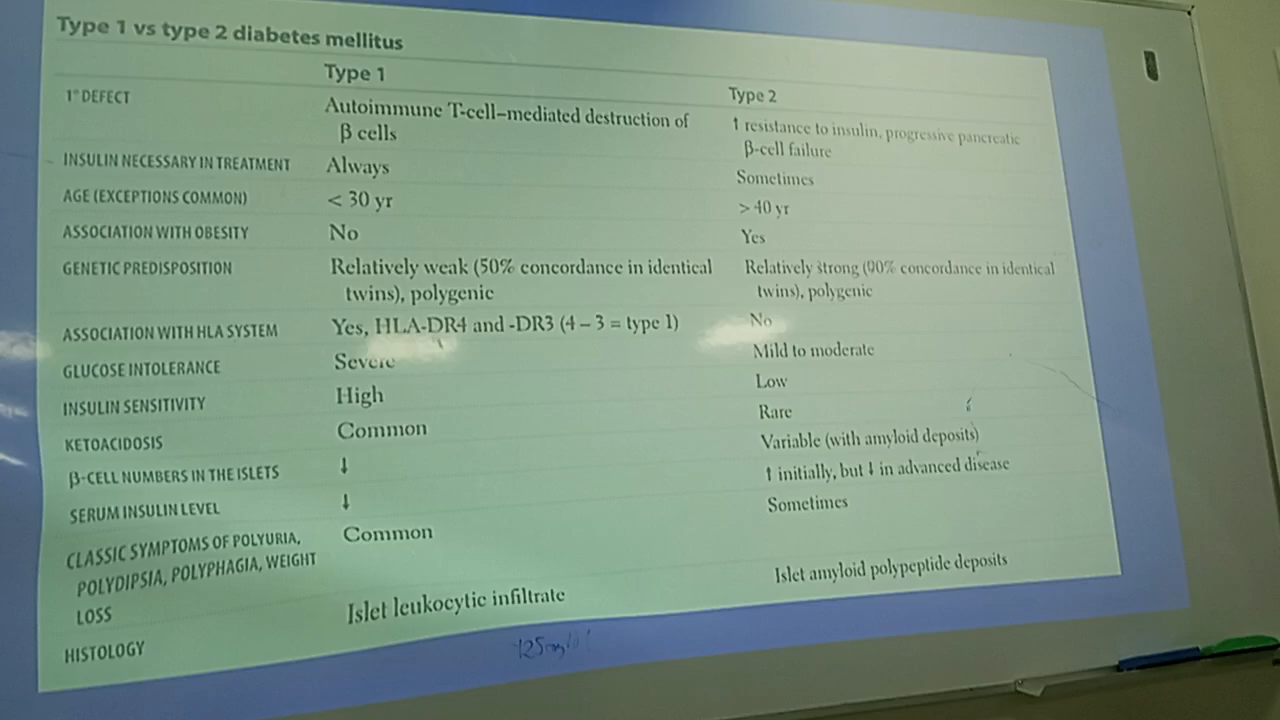 Type 1 vs type 2 diabetes mellitus
Type 1 Type 2
1° DEFECT Autoimmune T-cell–mediated destruction of ↑ resistance to insulin, progressive pancreatic
β cells β-cell failure
INSULIN NECESSARY IN TREATMENT Always Sometimes
AGE (EXCEPTIONS COMMON) < 30 yr > 40 yr
ASSOCIATION WITH OBESITY No Yes
GENETIC PREDISPOSITION Relatively weak (50% concordance in identical Relatively strong (90% concordance in identical
twins), polygenic twins), polygenic
ASSOCIATION WITH HLA SYSTEM Yes, HLA-DR4 and -DR3 (4 – 3 = type 1) No
GLUCOSE INTOLERANCE Severe Mild to moderate
INSULIN SENSITIVITY High Low
KETOACIDOSIS Common Rare
β-CELL NUMBERS IN THE ISLETS ↓ Variable (with amyloid deposits)
SERUM INSULIN LEVEL ↓ ↑ initially, but ↓ in advanced disease
CLASSIC SYMPTOMS OF POLYURIA, Common Sometimes
POLYDIPSIA, POLYPHAGIA, WEIGHT
LOSS
HISTOLOGY Islet leukocytic infiltrate Islet amyloid polypeptide deposits